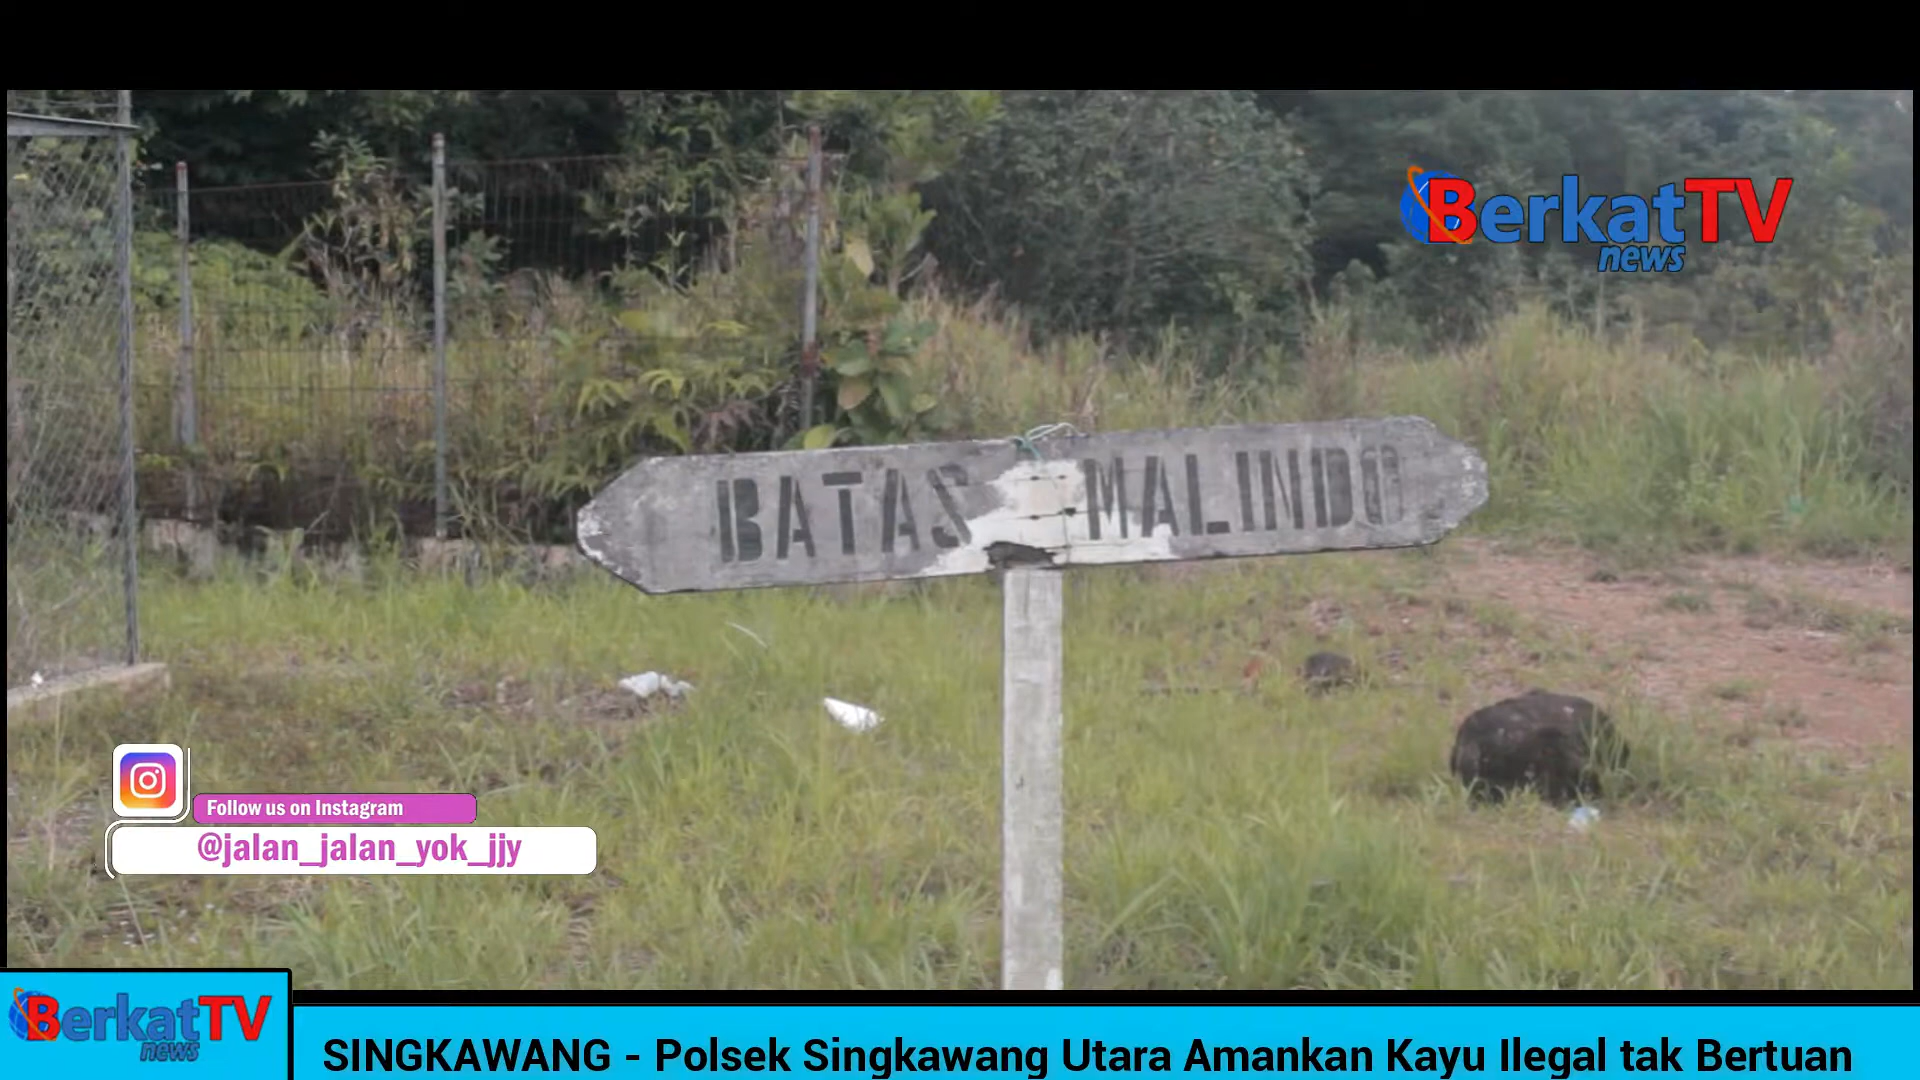 BerkatTV
news
BATAS MALINDO
Follow us on Instagram
@jalan_jalan_yok_jjy
BerkatTV
news
SINGKAWANG - Polsek Singkawang Utara Amankan Kayu Ilegal tak Bertuan